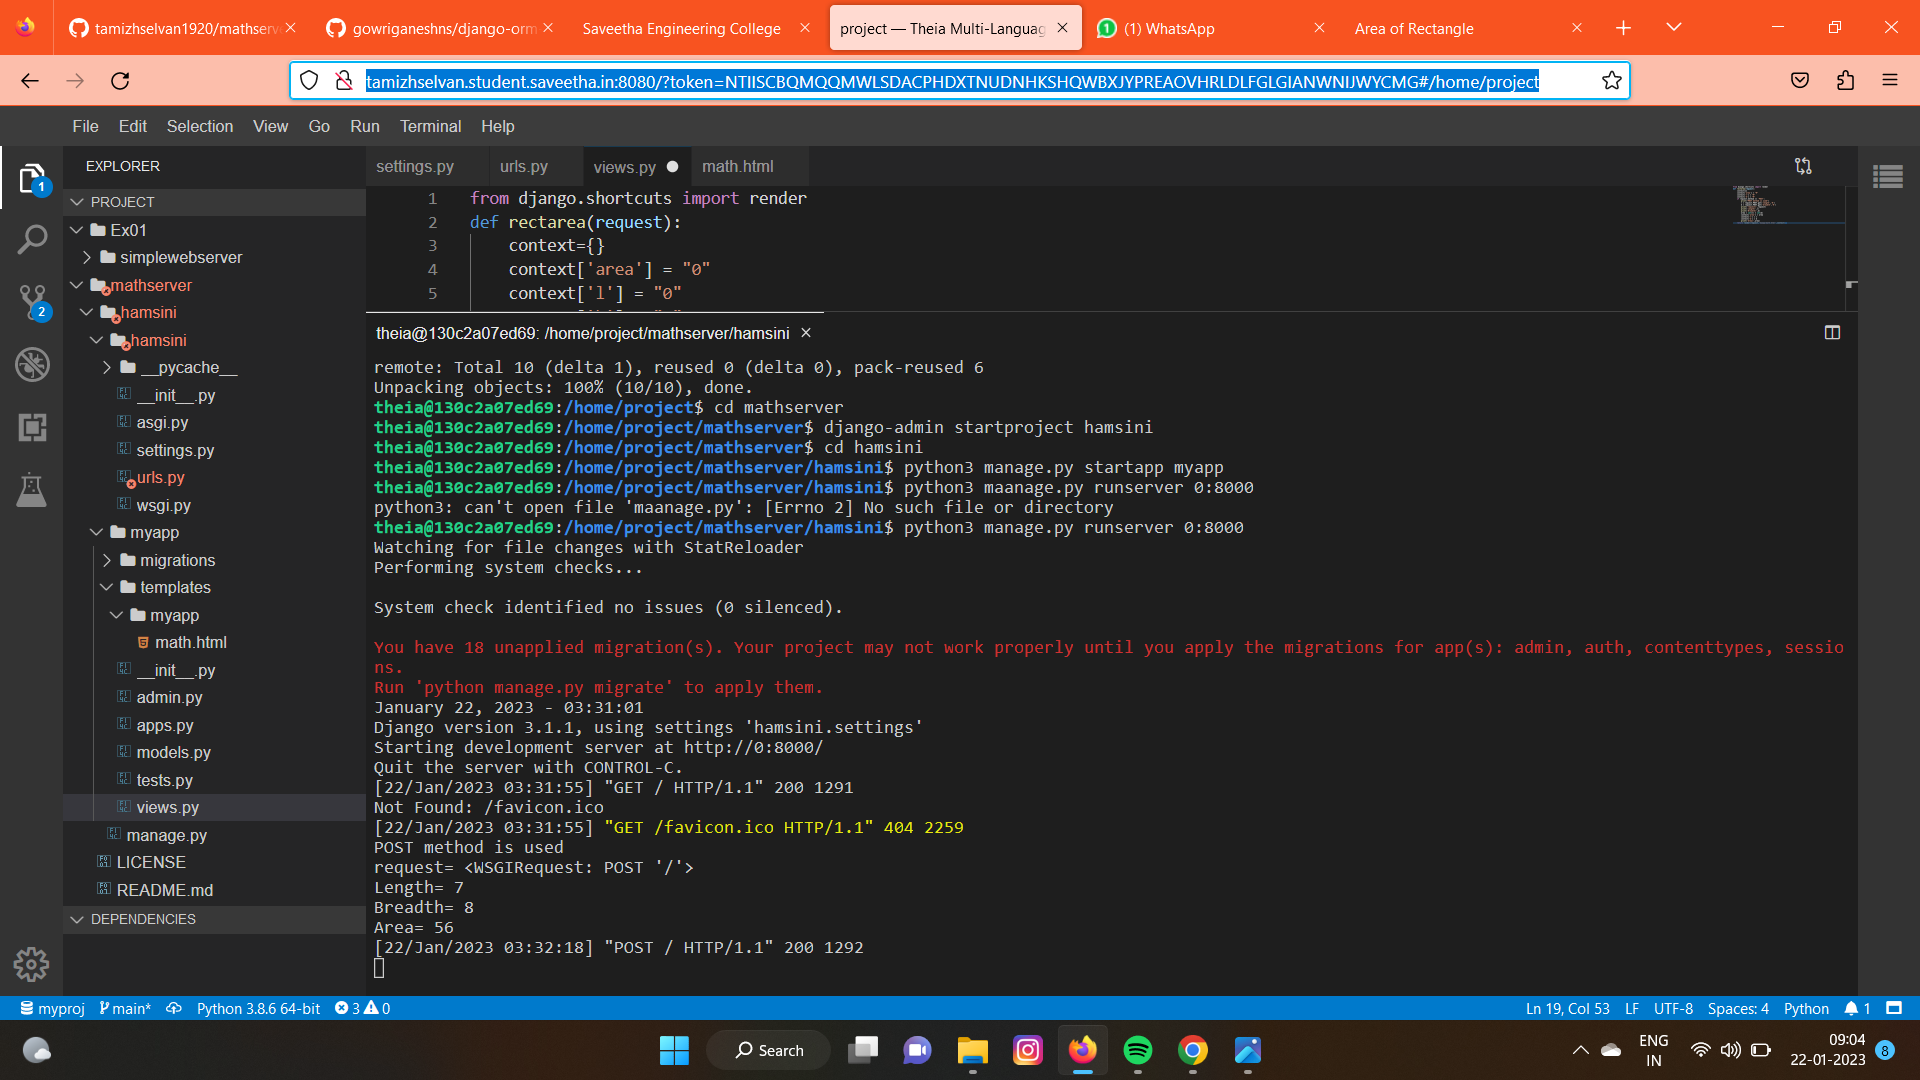 tamizhselvan1920/mathserv
gowriganeshns/django-orm
Saveetha Engineering College
project — Theia Multi-Languag
(1) WhatsApp
Area of Rectangle
tamizhselvan.student.saveetha.in:8080/?token=NTIISCBQMQQMWLSDACPHDXTNUDNHKSHQWBXJYPREAOVHRLDLFGLGIANWNIJWYCMG#/home/project
File Edit Selection View Go Run Terminal Help
EXPLORER
PROJECT
Ex01
simplewebserver
mathserver
hamsini
hamsini
__pycache__
__init__.py
asgi.py
settings.py
urls.py
wsgi.py
myapp
migrations
templates
myapp
math.html
__init__.py
admin.py
apps.py
models.py
tests.py
views.py
manage.py
LICENSE
README.md
DEPENDENCIES
1
2
settings.py urls.py views.py math.html
1 from django.shortcuts import render
2 def rectarea(request):
3 context={}
4 context['area'] = "0"
5 context['l'] = "0"
theia@130c2a07ed69: /home/project/mathserver/hamsini
remote: Total 10 (delta 1), reused 0 (delta 0), pack-reused 6
Unpacking objects: 100% (10/10), done.
theia@130c2a07ed69:/home/project$ cd mathserver
theia@130c2a07ed69:/home/project/mathserver$ django-admin startproject hamsini
theia@130c2a07ed69:/home/project/mathserver$ cd hamsini
theia@130c2a07ed69:/home/project/mathserver/hamsini$ python3 manage.py startapp myapp
theia@130c2a07ed69:/home/project/mathserver/hamsini$ python3 maanage.py runserver 0:8000
python3: can't open file 'maanage.py': [Errno 2] No such file or directory
theia@130c2a07ed69:/home/project/mathserver/hamsini$ python3 manage.py runserver 0:8000
Watching for file changes with StatReloader
Performing system checks...
System check identified no issues (0 silenced).
You have 18 unapplied migration(s). Your project may not work properly until you apply the migrations for app(s): admin, auth, contenttypes, sessio
ns.
Run 'python manage.py migrate' to apply them.
January 22, 2023 - 03:31:01
Django version 3.1.1, using settings 'hamsini.settings'
Starting development server at http://0:8000/
Quit the server with CONTROL-C.
[22/Jan/2023 03:31:55] "GET / HTTP/1.1" 200 1291
Not Found: /favicon.ico
[22/Jan/2023 03:31:55] "GET /favicon.ico HTTP/1.1" 404 2259
POST method is used
request= <WSGIRequest: POST '/'>
Length= 7
Breadth= 8
Area= 56
[22/Jan/2023 03:32:18] "POST / HTTP/1.1" 200 1292
myproj main* Python 3.8.6 64-bit 3 0
Ln 19, Col 53 LF UTF-8 Spaces: 4 Python 1
Search
ENG
IN
09:04
22-01-2023
8